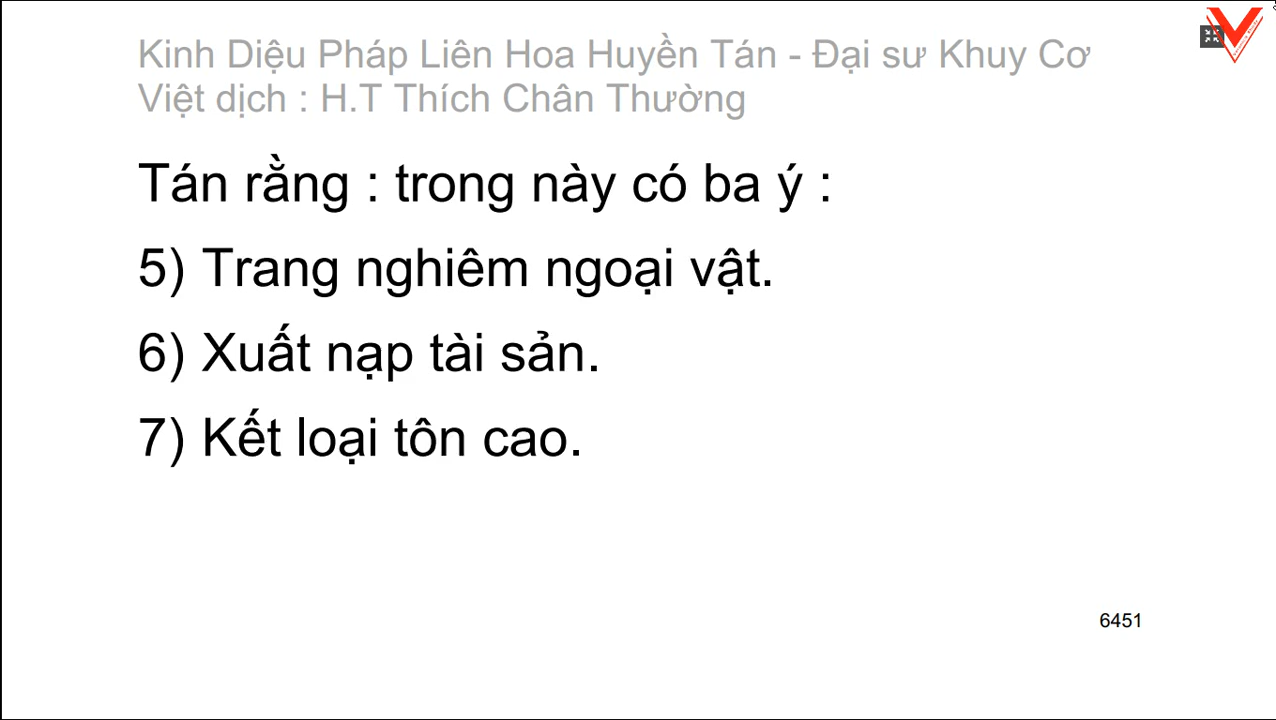 Kinh Diệu Pháp Liên Hoa Huyền Tán - Đại sư Khuy Cơ
Việt dịch : H.T Thích Chân Thường
Tán rằng : trong này có ba ý :
5) Trang nghiêm ngoại vật.
6) Xuất nạp tài sản.
7) Kết loại tôn cao.
6451